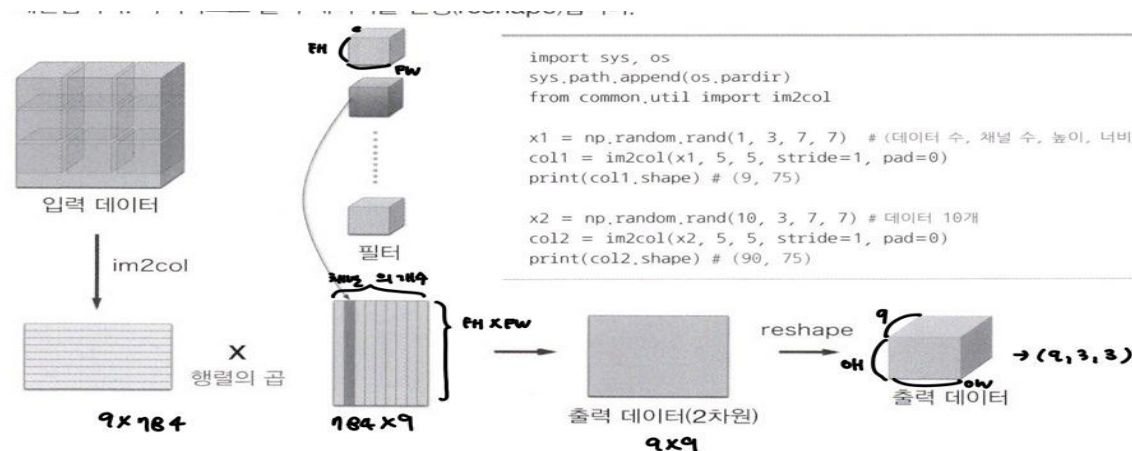 FH
C
FW
import sys, os
sys.path.append(os.pardir)
from common.util import im2col
x1 = np.random.rand(1, 3, 7, 7) # (데이터 수, 채널 수, 높이, 너비
col1 = im2col(x1, 5, 5, stride=1, pad=0)
print(col1.shape) # (9, 75)
x2 = np.random.rand(10, 3, 7, 7) # 데이터 10개
col2 = im2col(x2, 5, 5, stride=1, pad=0)
print(col2.shape) # (90, 75)
입력 데이터
필터
im2col
채널의 개수
FH X FW
X
행렬의 곱
9 X 784
784 X 9
출력 데이터(2차원)
9X9
reshape
9
OH
OW
→ (9, 3, 3)
출력 데이터